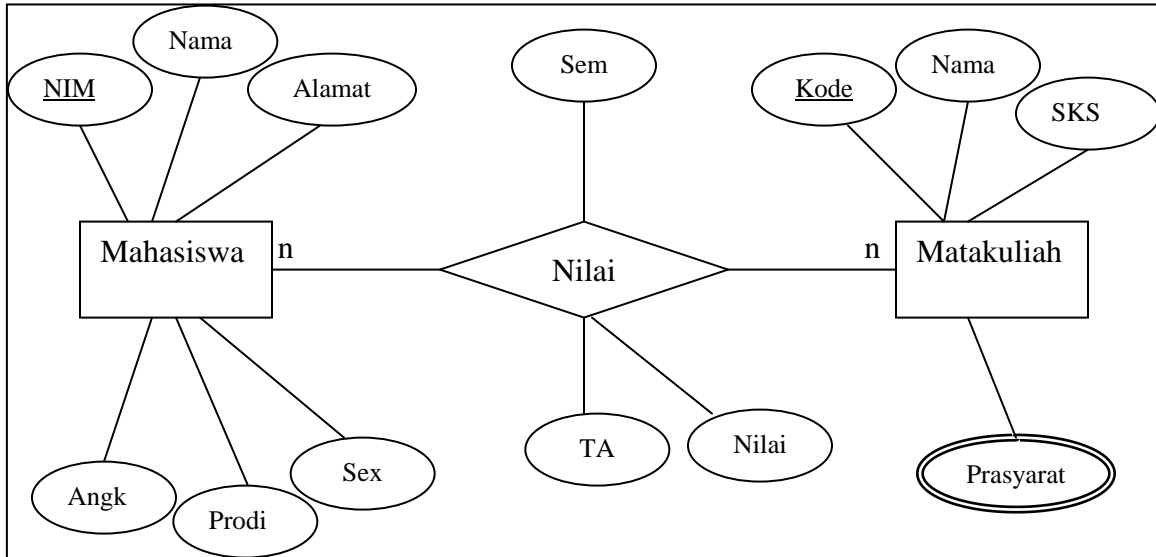 Nama
NIM
Alamat
Sem
Kode
Nama
SKS
Mahasiswa
n
Nilai
n
Matakuliah
Angk
Prodi
Sex
TA
Nilai
Prasyarat